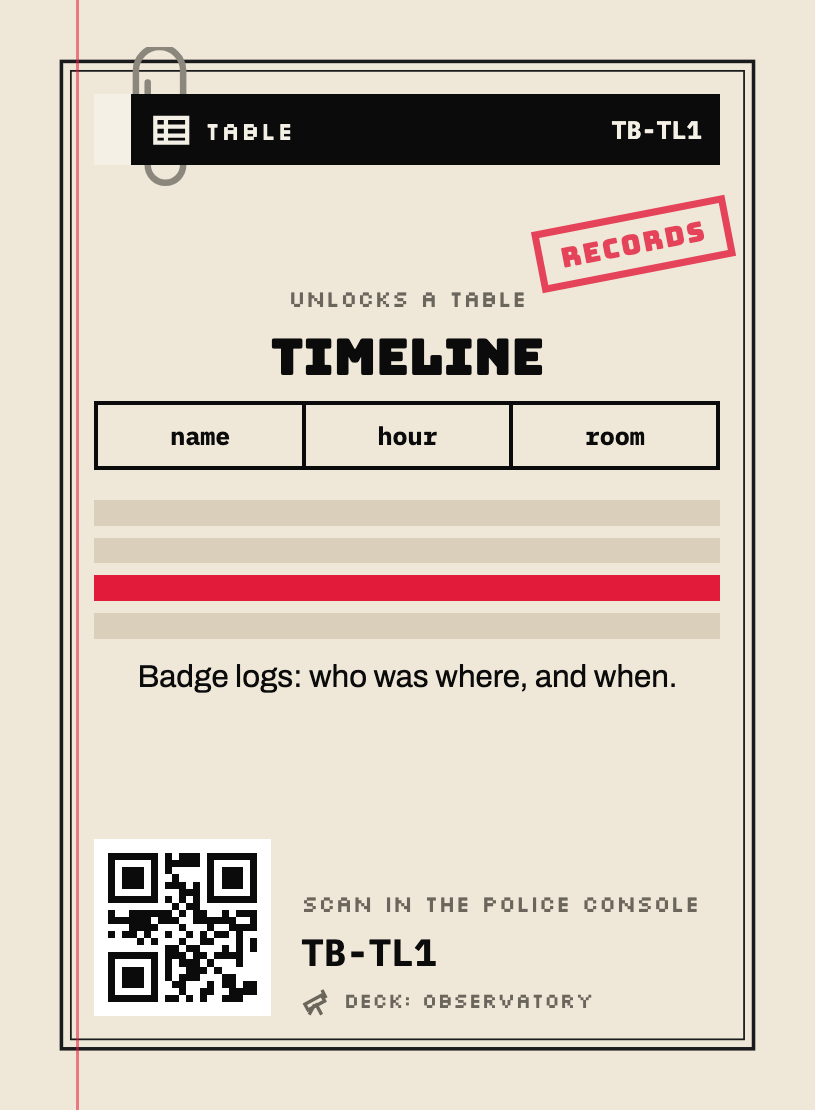 TABLE
TB-TL1
RECORDS
UNLOCKS A TABLE
TIMELINE
name hour room
Badge logs: who was where, and when.
SCAN IN THE POLICE CONSOLE
TB-TL1
DECK: OBSERVATORY